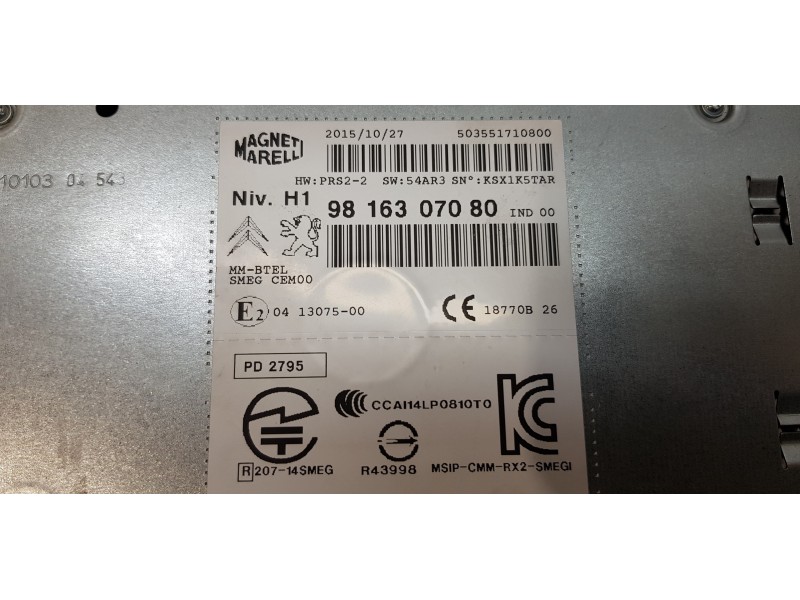 MAGNETI
MARELLI
2015/10/27 503551710800
HW:PRS2-2 SW:54AR3 SN°:KSX1K5TAR
Niv. H1
98 163 070 80 IND 00
MM-BTEL
SMEG CEM00
E2 04 13075-00
CE 18770B 26
PD 2795
CCAI14LP0810T0
R 207-14SMEG
R43998
MSIP-CMM-RX2-SMEGI
10103 04 543